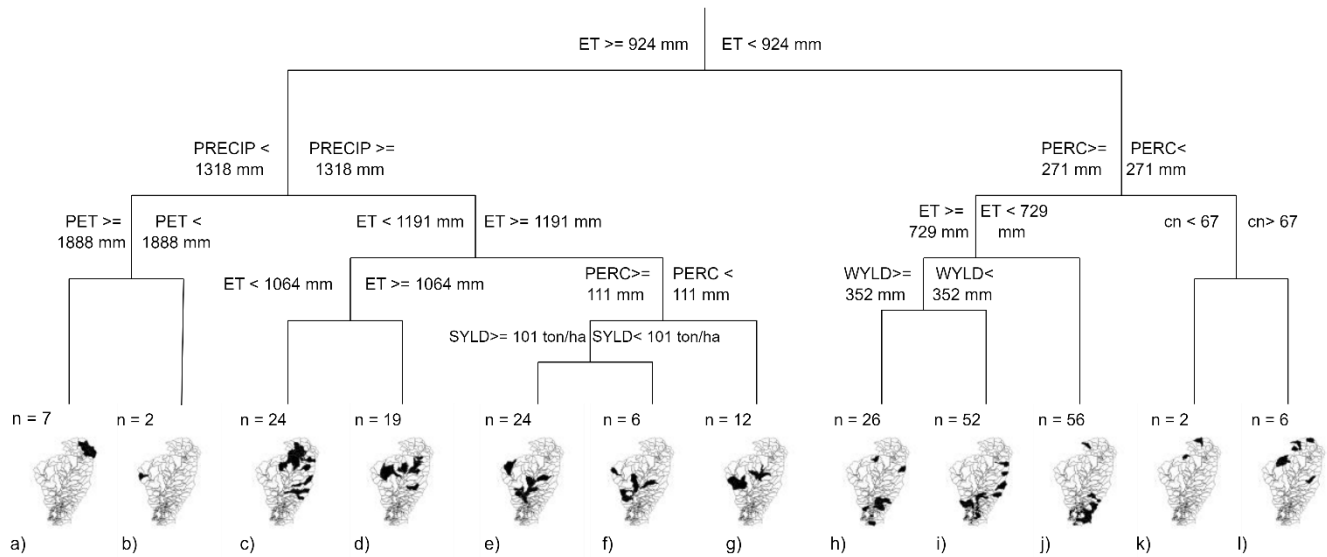 ET >= 924 mm ET < 924 mm
PRECIP <
1318 mm
PRECIP >=
1318 mm
PERC>=
271 mm
PERC<
271 mm
PET >=
1888 mm
PET <
1888 mm
ET < 1191 mm ET >= 1191 mm
ET >=
729 mm
ET < 729
mm
cn < 67 cn> 67
ET < 1064 mm ET >= 1064 mm
PERC>=
111 mm
PERC <
111 mm
WYLD>=
352 mm
WYLD<
352 mm
SYLD>= 101 ton/ha SYLD< 101 ton/ha
n = 7 n = 2 n = 24 n = 19 n = 24 n = 6 n = 12 n = 26 n = 52 n = 56 n = 2 n = 6
a) b) c) d) e) f) g) h) i) j) k) l)